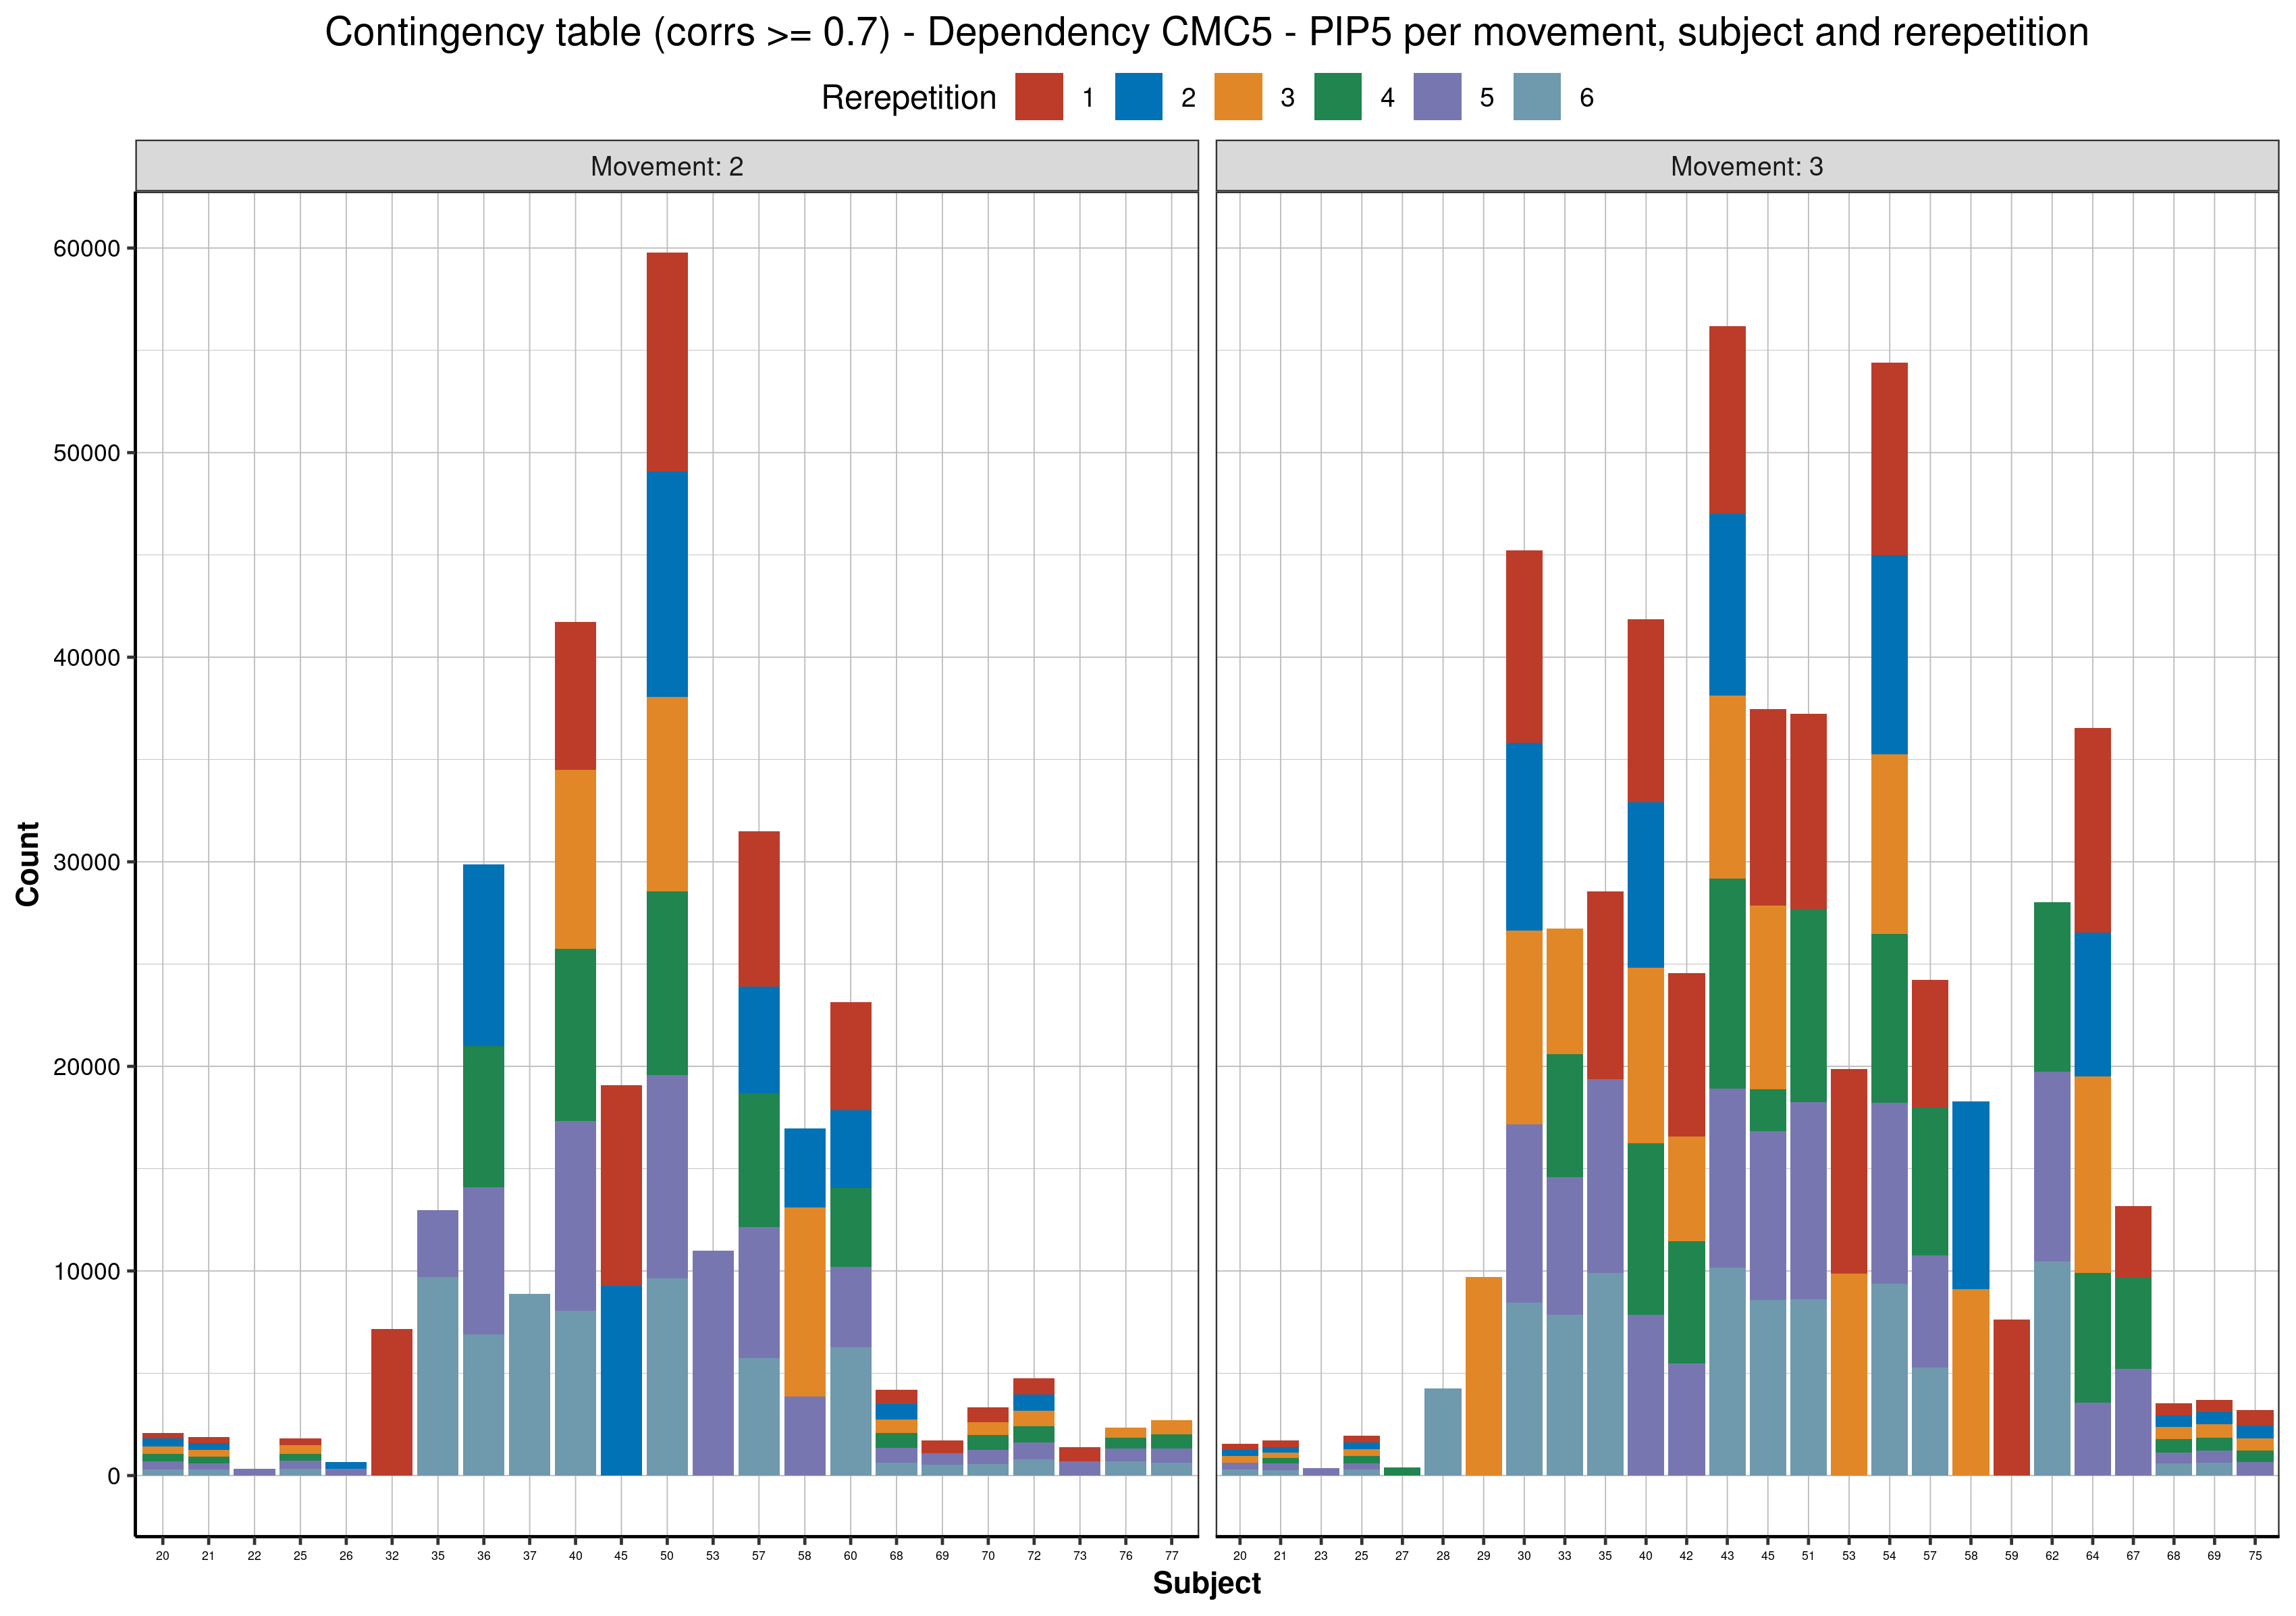 Contingency table (corrs >= 0.7) - Dependency CMC5 - PIP5 per movement, subject and rerepetition
Rerepetition 1 2 3 4 5 6
Movement: 2
Movement: 3
60000
50000
40000
30000
20000
10000
0
Count
20 21 22 25 26 32 35 36 37 40 45 50 53 57 58 60 68 69 70 72 73 76 77
20 21 23 25 27 28 29 30 33 35 40 42 43 45 51 53 54 57 58 59 62 64 67 68 69 75
Subject